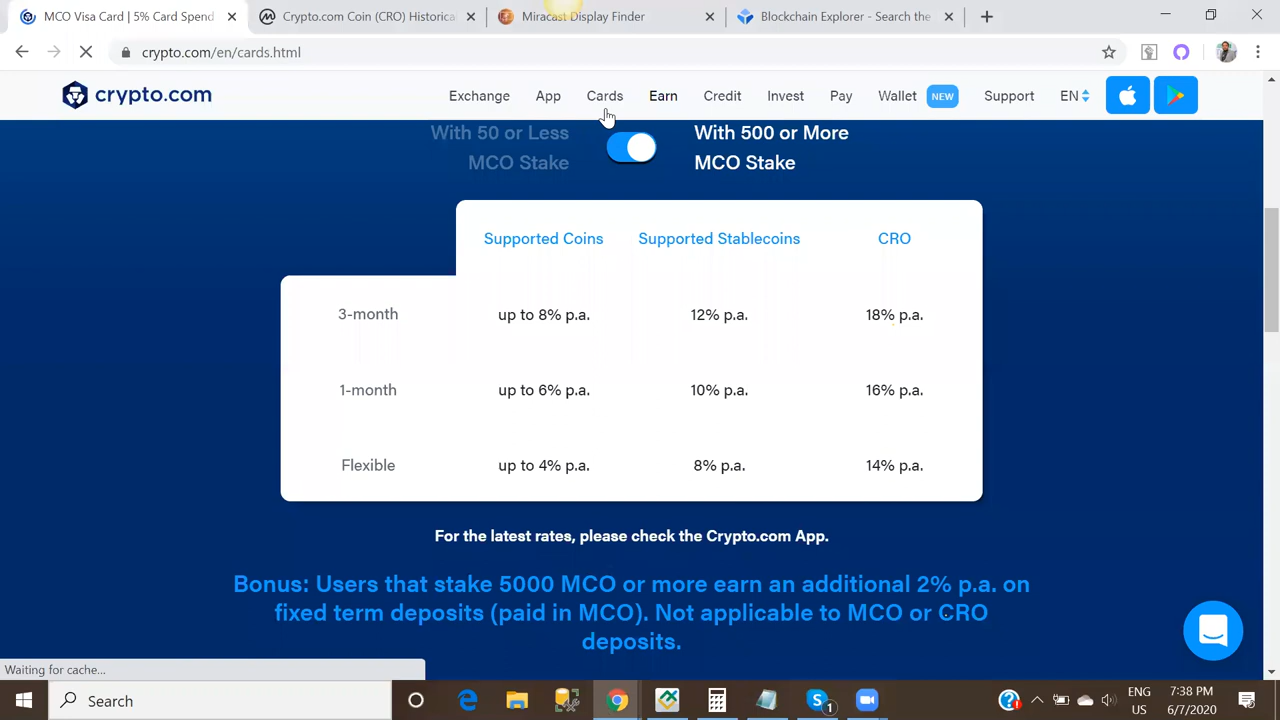 MCO Visa Card | 5% Card Spend
Crypto.com Coin (CRO) Historica
Miracast Display Finder
Blockchain Explorer - Search the
crypto.com/en/cards.html
crypto.com
Exchange
App
Cards
Earn
Credit
Invest
Pay
Wallet
NEW
Support
EN
With 50 or Less
MCO Stake
With 500 or More
MCO Stake
Supported Coins Supported Stablecoins CRO
3-month up to 8% p.a. 12% p.a. 18% p.a.
1-month up to 6% p.a. 10% p.a. 16% p.a.
Flexible up to 4% p.a. 8% p.a. 14% p.a.
For the latest rates, please check the Crypto.com App.
Bonus: Users that stake 5000 MCO or more earn an additional 2% p.a. on
fixed term deposits (paid in MCO). Not applicable to MCO or CRO
deposits.
Waiting for cache...
Search
1
ENG
US
7:38 PM
6/7/2020